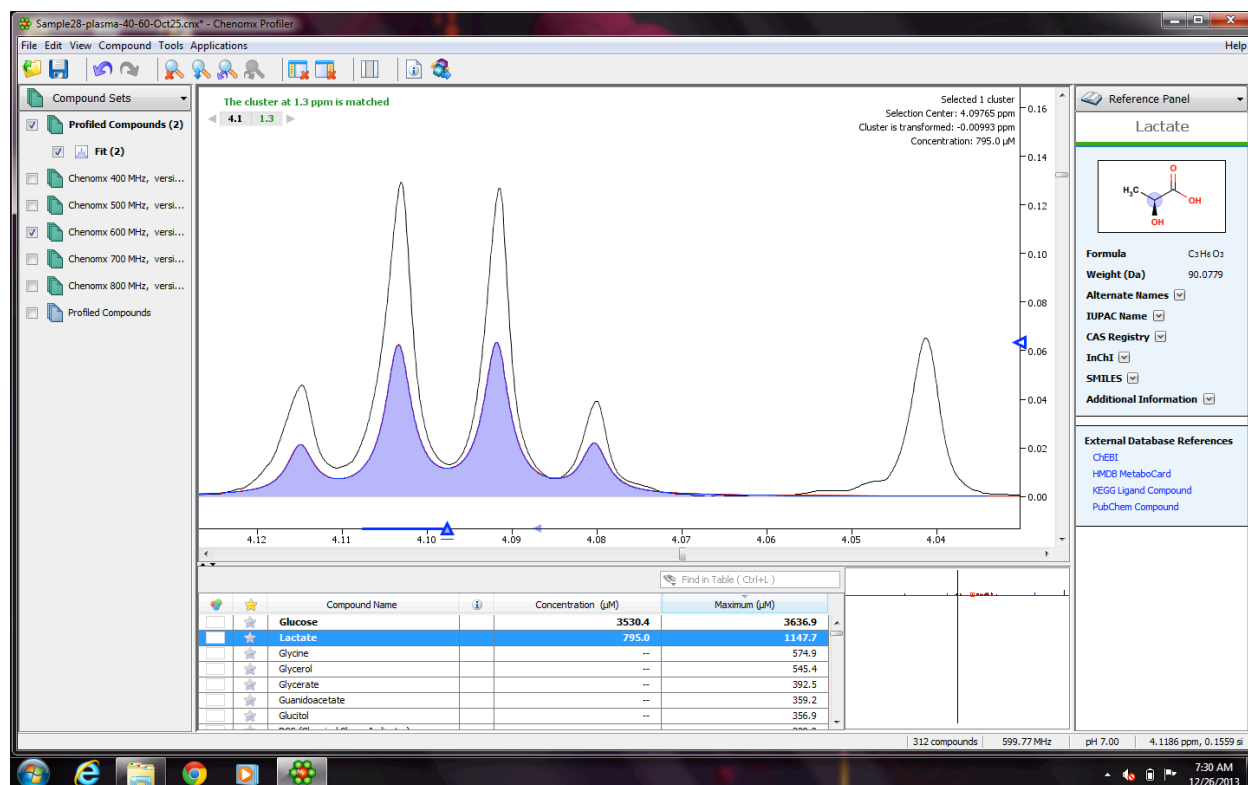 Sample28-plasma-40-60-Oct25.cnx* - Chenomx Profiler
File Edit View Compound Tools Applications
Help
Compound Sets
Profiled Compounds (2)
Fit (2)
Chenomx 400 MHz, versi...
Chenomx 500 MHz, versi...
Chenomx 600 MHz, versi...
Chenomx 700 MHz, versi...
Chenomx 800 MHz, versi...
Profiled Compounds
The cluster at 1.3 ppm is matched
4.1 1.3
Selected 1 cluster
Selection Center: 4.09765 ppm
Cluster is transformed: -0.00993 ppm
Concentration: 795.0 µM
0.16
0.14
0.12
0.10
0.08
0.06
0.04
0.02
0.00
4.12 4.11 4.10 4.09 4.08 4.07 4.06 4.05 4.04
Find in Table ( Ctrl+L )
Compound Name Concentration (µM) Maximum (µM)
Glucose 3530.4 3636.9
Lactate 795.0 1147.7
Glycine -- 574.9
Glycerol -- 545.4
Glycerate -- 392.5
Guanidoacetate -- 359.2
Glucitol -- 356.9
Reference Panel
Lactate
O
H₃C
OH
OH
Formula C₃H₆O₃
Weight (Da) 90.0779
Alternate Names
IUPAC Name
CAS Registry
InChI
SMILES
Additional Information
External Database References
ChEBI
HMDB MetaboCard
KEGG Ligand Compound
PubChem Compound
312 compounds 599.77 MHz pH 7.00 4.1186 ppm, 0.1559 si
7:30 AM
12/26/2013